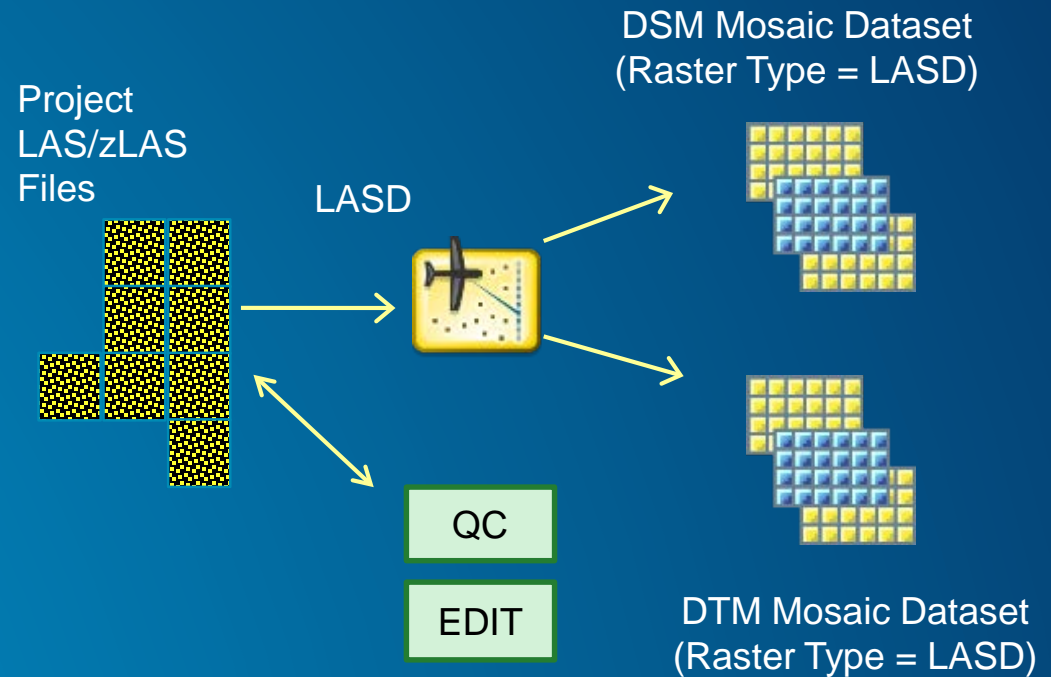 DSM Mosaic Dataset
(Raster Type = LASD)
Project
LAS/zLAS
Files
LASD
QC
EDIT
DTM Mosaic Dataset
(Raster Type = LASD)